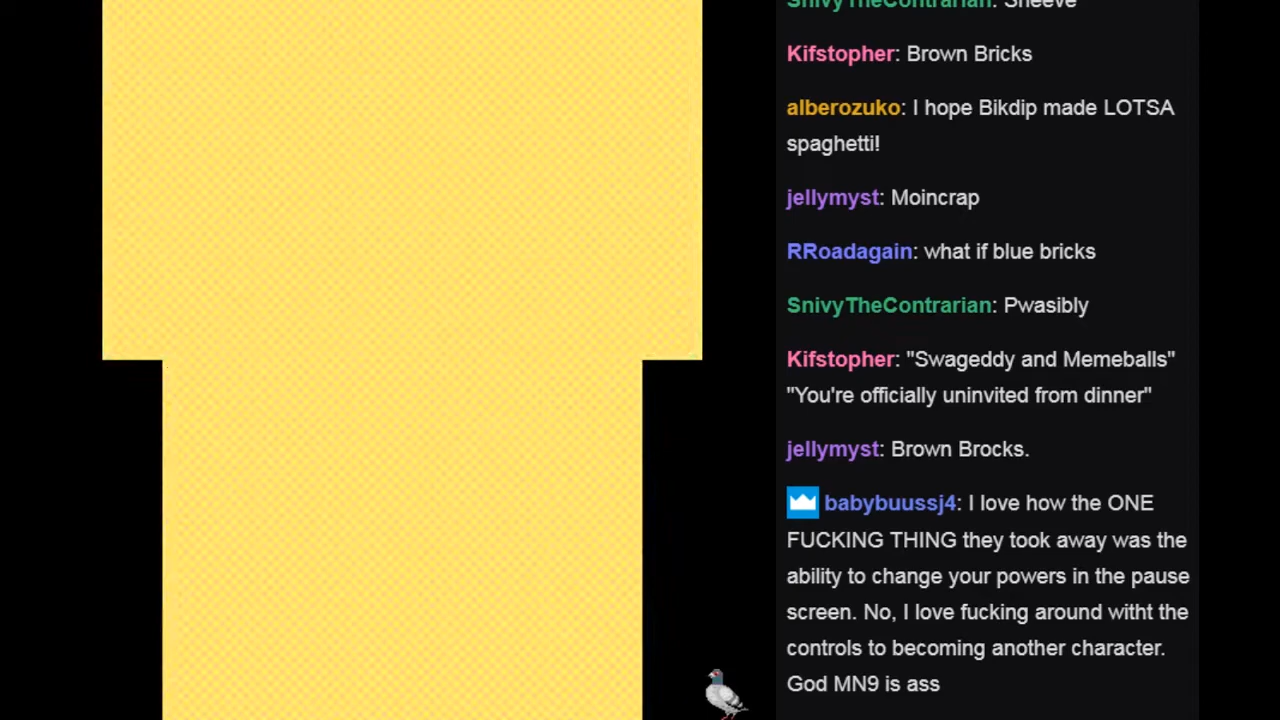 SnivyTheContrarian: Sheeve
Kifstopher: Brown Bricks
alberozuko: I hope Bikdip made LOTSA
spaghetti!
jellymyst: Moincrap
RRoadagain: what if blue bricks
SnivyTheContrarian: Pwasibly
Kifstopher: "Swageddy and Memeballs"
"You're officially uninvited from dinner"
jellymyst: Brown Brocks.
babybuussj4: I love how the ONE
FUCKING THING they took away was the
ability to change your powers in the pause
screen. No, I love fucking around witht the
controls to becoming another character.
God MN9 is ass